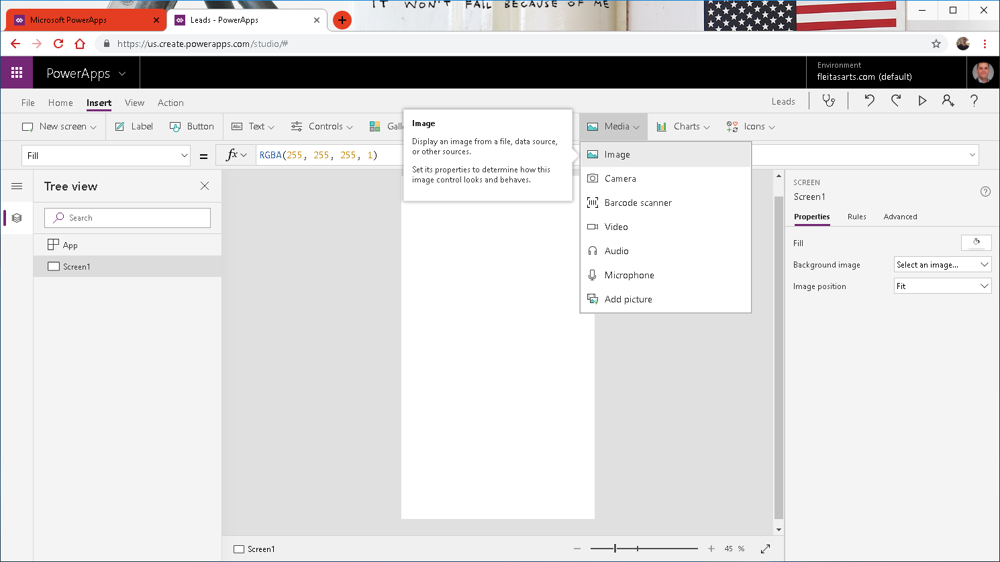 IT WON'T FAIL BECAUSE OF ME
Microsoft PowerApps
Leads - PowerApps
https://us.create.powerapps.com/studio/#
PowerApps
Environment
fleitasarts.com (default)
File Home Insert View Action
Leads
New screen Label Button Text Controls Media Charts Icons
Fill = fx RGBA(255, 255, 255, 1)
Image
Display an image from a file, data source,
or other sources.
Set its properties to determine how this
image control looks and behaves.
Image
Camera
Barcode scanner
Video
Audio
Microphone
Add picture
Tree view
Search
App
Screen1
SCREEN
Screen1
Properties Rules Advanced
Fill
Background image Select an image...
Image position Fit
Screen1
45 %